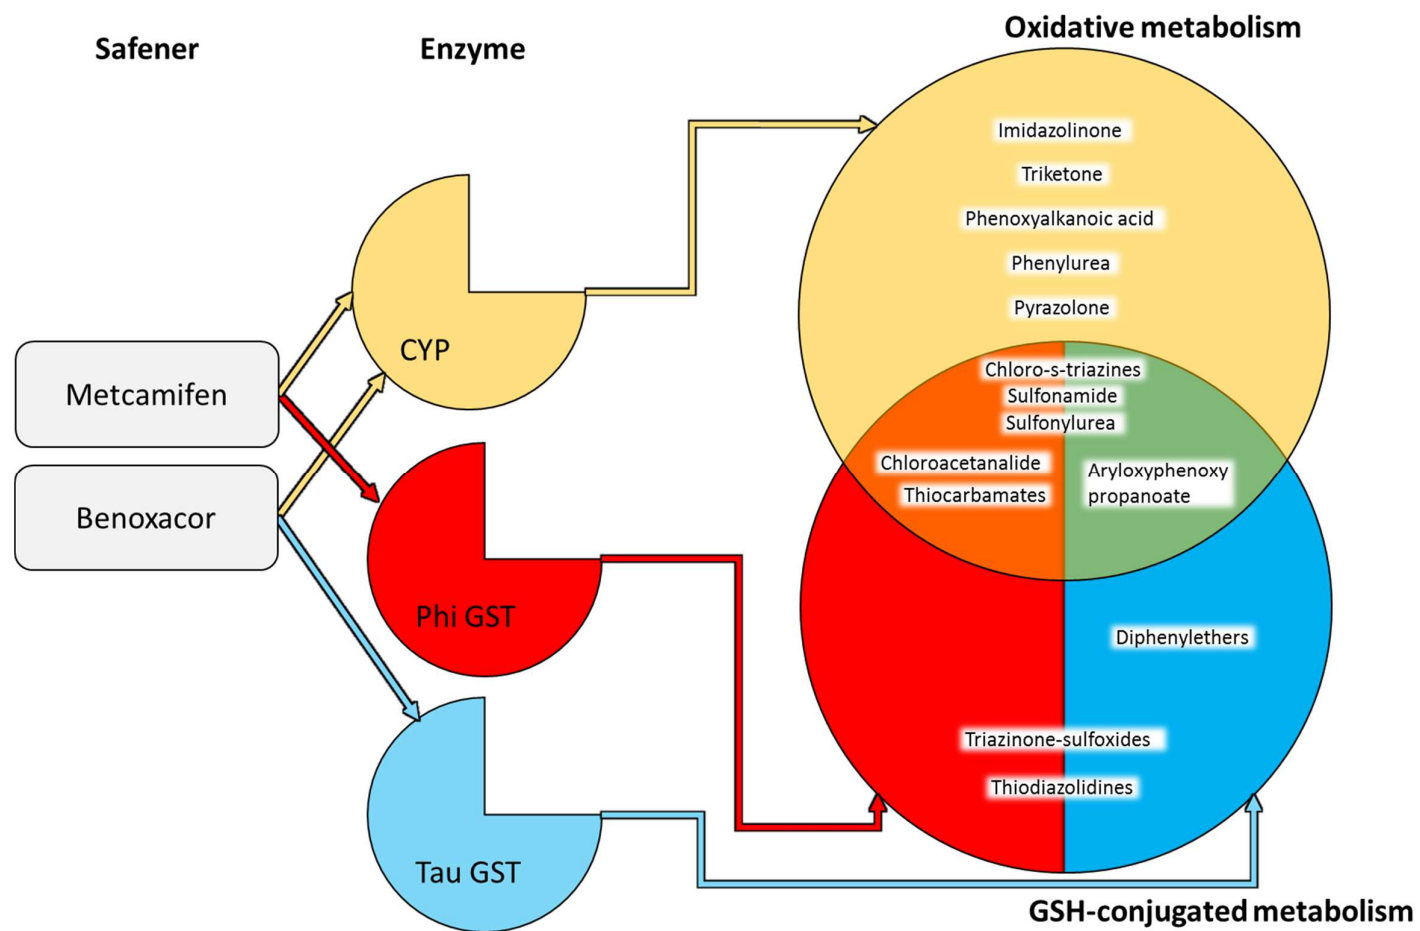 Safener
Enzyme
Oxidative metabolism
Metcamifen
Benoxacor
CYP
Phi GST
Tau GST
Imidazolinone
Triketone
Phenoxyalkanoic acid
Phenylurea
Pyrazolone
Chloro-s-triazines
Sulfonamide
Sulfonylurea
Chloroacetanalide
Thiocarbamates
Aryloxyphenoxy
propanoate
Diphenylethers
Triazinone-sulfoxides
Thiodiazolidines
GSH-conjugated metabolism